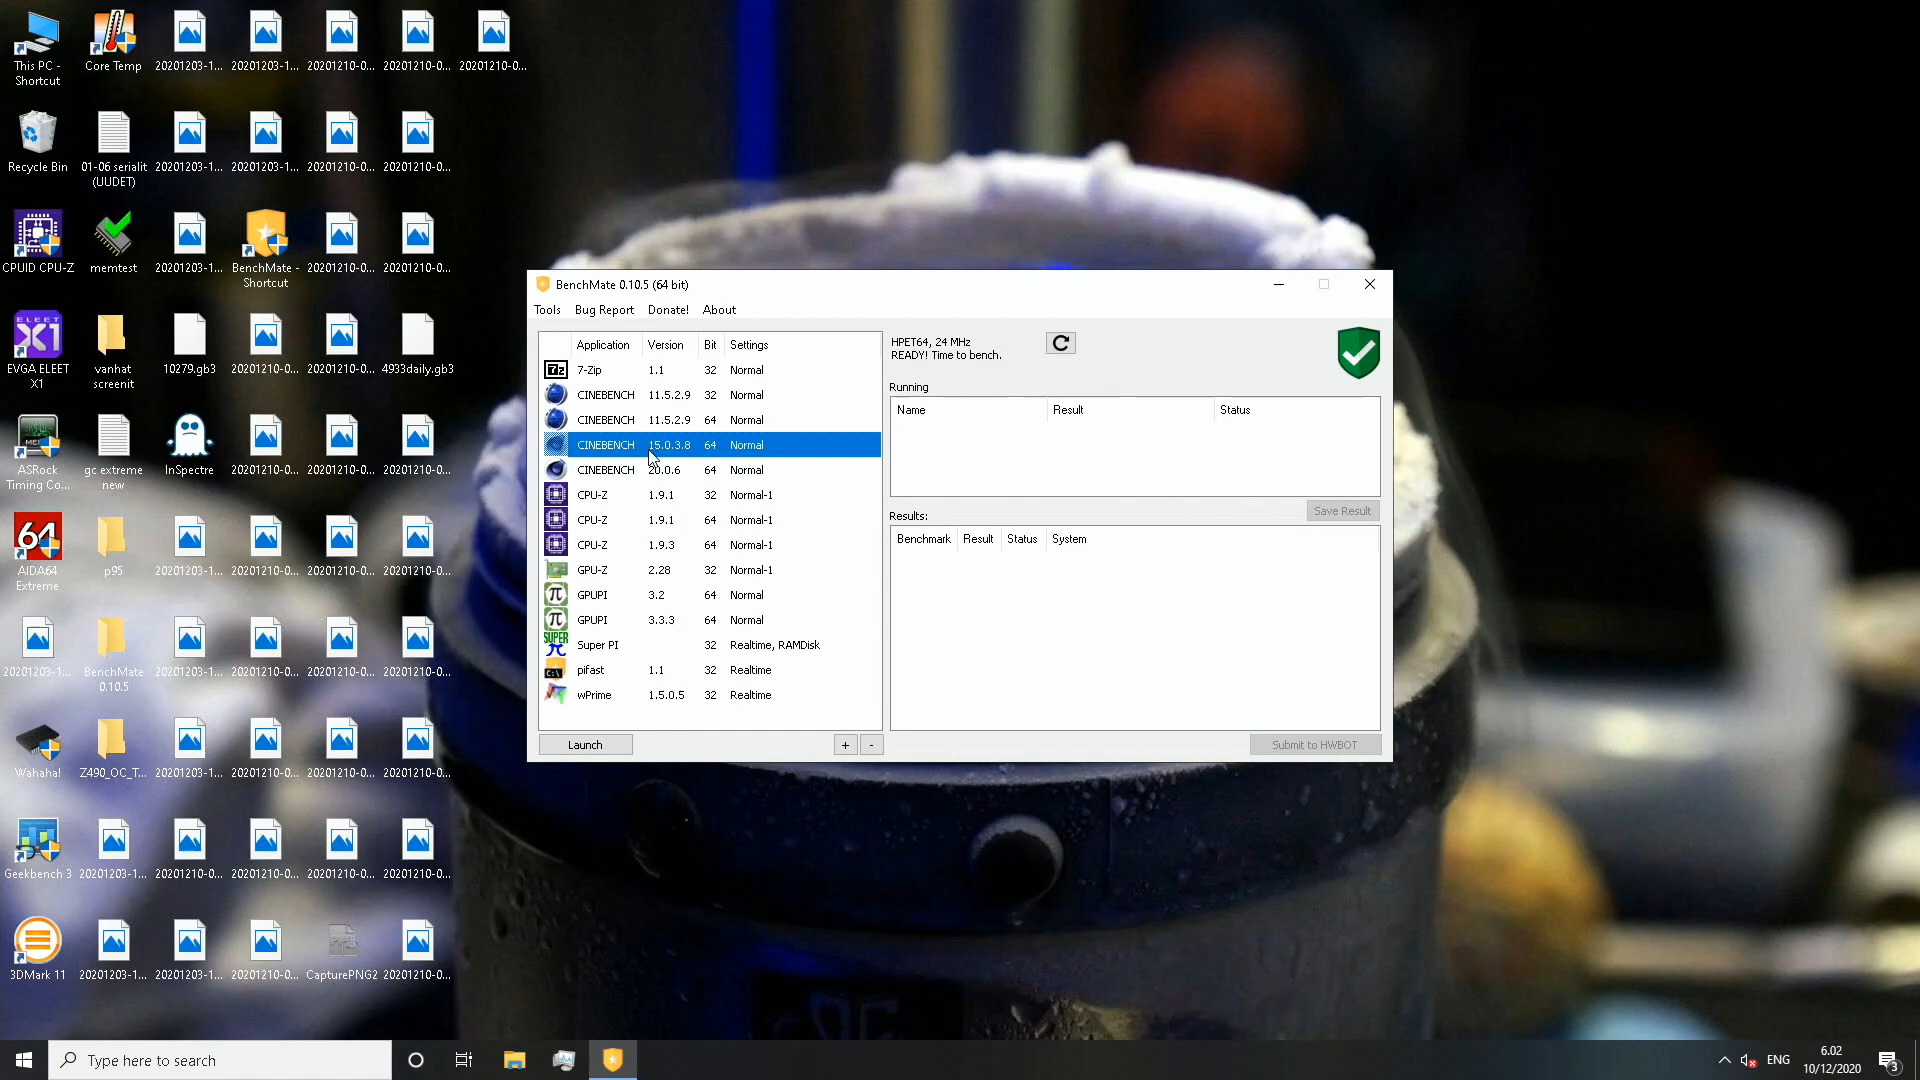 This PC -
Shortcut
Core Temp
20201203-1...
20201203-1...
20201210-0...
20201210-0...
20201210-0...
Recycle Bin
01-06 serialit
(UUDET)
20201203-1...
20201203-1...
20201210-0...
20201210-0...
CPUID CPU-Z
memtest
20201203-1...
BenchMate -
Shortcut
20201210-0...
20201210-0...
ELEET
X1
EVGA ELEET
X1
vanhat
screenit
10279.gb3
20201210-0...
20201210-0...
4933daily.gb3
ASRock
Timing Co...
gc extreme
new
InSpectre
20201210-0...
20201210-0...
20201210-0...
64
AIDA64
Extreme
p95
20201203-1...
20201210-0...
20201210-0...
20201210-0...
20201203-1...
BenchMate
0.10.5
20201203-1...
20201210-0...
20201210-0...
20201210-0...
Wahaha!
Z490_OC_T...
20201203-1...
20201210-0...
20201210-0...
20201210-0...
Geekbench 3
20201203-1...
20201210-0...
20201210-0...
20201210-0...
20201210-0...
3DMark 11
20201203-1...
20201203-1...
20201210-0...
CapturePNG2
20201210-0...
BenchMate 0.10.5 (64 bit)
Tools Bug Report Donate! About
Application Version Bit Settings
7-Zip 1.1 32 Normal
CINEBENCH 11.5.2.9 32 Normal
CINEBENCH 11.5.2.9 64 Normal
CINEBENCH 15.0.3.8 64 Normal
CINEBENCH 20.0.6 64 Normal
CPU-Z 1.9.1 32 Normal-1
CPU-Z 1.9.1 64 Normal-1
CPU-Z 1.9.3 64 Normal-1
GPU-Z 2.28 32 Normal-1
GPUPI 3.2 64 Normal
GPUPI 3.3.3 64 Normal
SUPER
Super PI 32 Realtime, RAMDisk
pifast 1.1 32 Realtime
wPrime 1.5.0.5 32 Realtime
Launch + -
HPET64, 24 MHz
READY! Time to bench.
Running
Name Result Status
Save Result
Results:
Benchmark Result Status System
Submit to HWBOT
Type here to search
ENG
6.02
10/12/2020
3